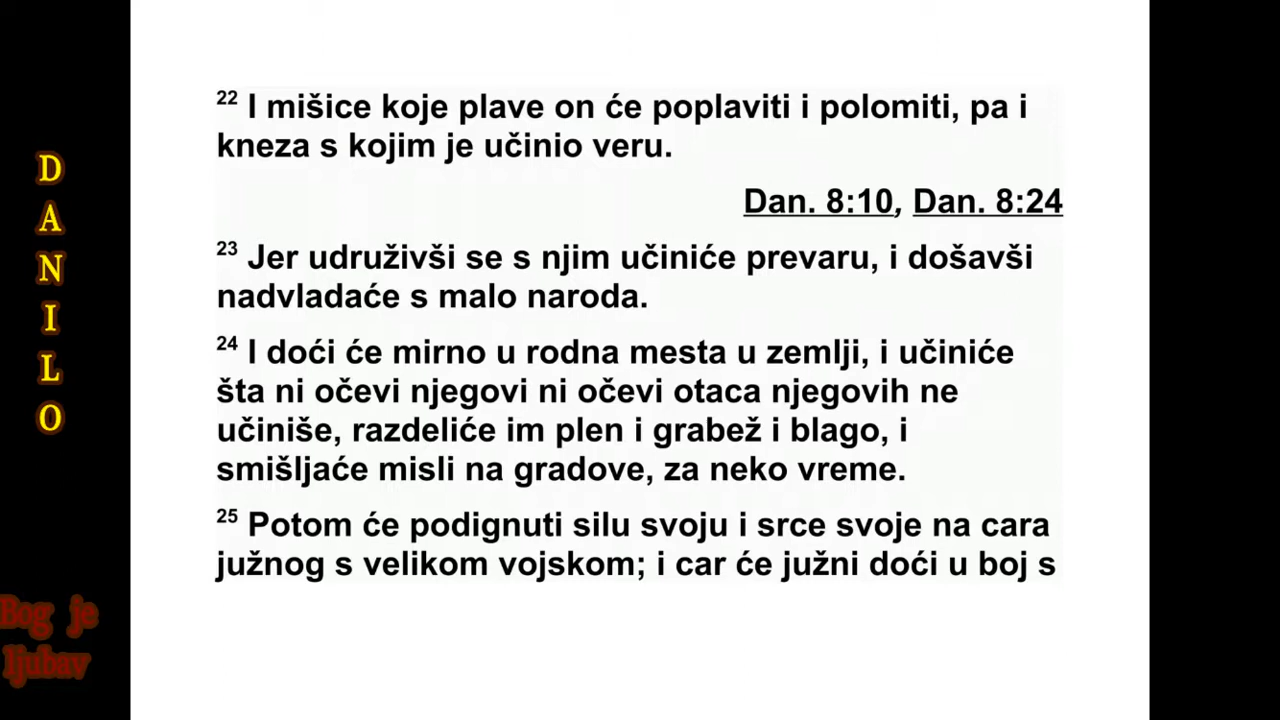 DANILO
Bog je
ljubav
22 I mišice koje plave on će poplaviti i polomiti, pa i
kneza s kojim je učinio veru.
Dan. 8:10, Dan. 8:24
23 Jer udruživši se s njim učiniće prevaru, i došavši
nadvladaće s malo naroda.
24 I doći će mirno u rodna mesta u zemlji, i učiniće
šta ni očevi njegovi ni očevi otaca njegovih ne
učiniše, razdeliće im plen i grabež i blago, i
smišljaće misli na gradove, za neko vreme.
25 Potom će podignuti silu svoju i srce svoje na cara
južnog s velikom vojskom; i car će južni doći u boj s